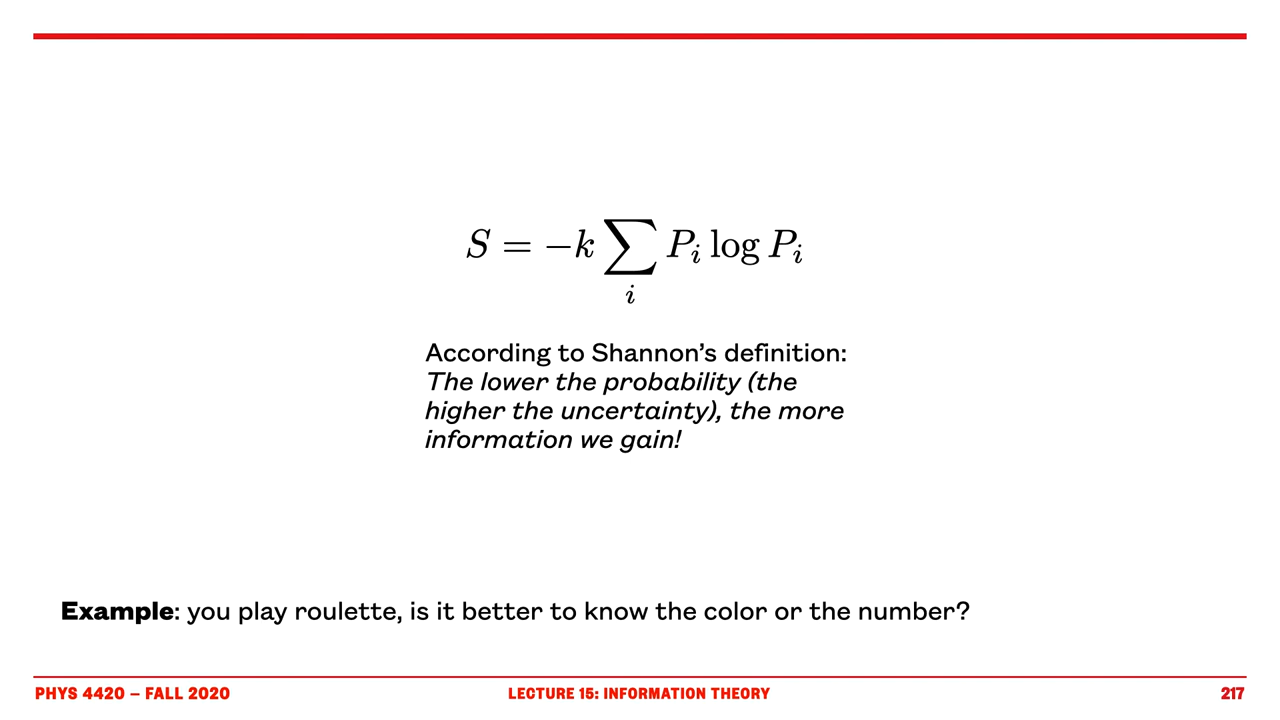 S = −k ∑_i P_i log P_i
According to Shannon’s definition:
The lower the probability (the
higher the uncertainty), the more
information we gain!
Example: you play roulette, is it better to know the color or the number?
PHYS 4420 – FALL 2020
LECTURE 15: INFORMATION THEORY
217